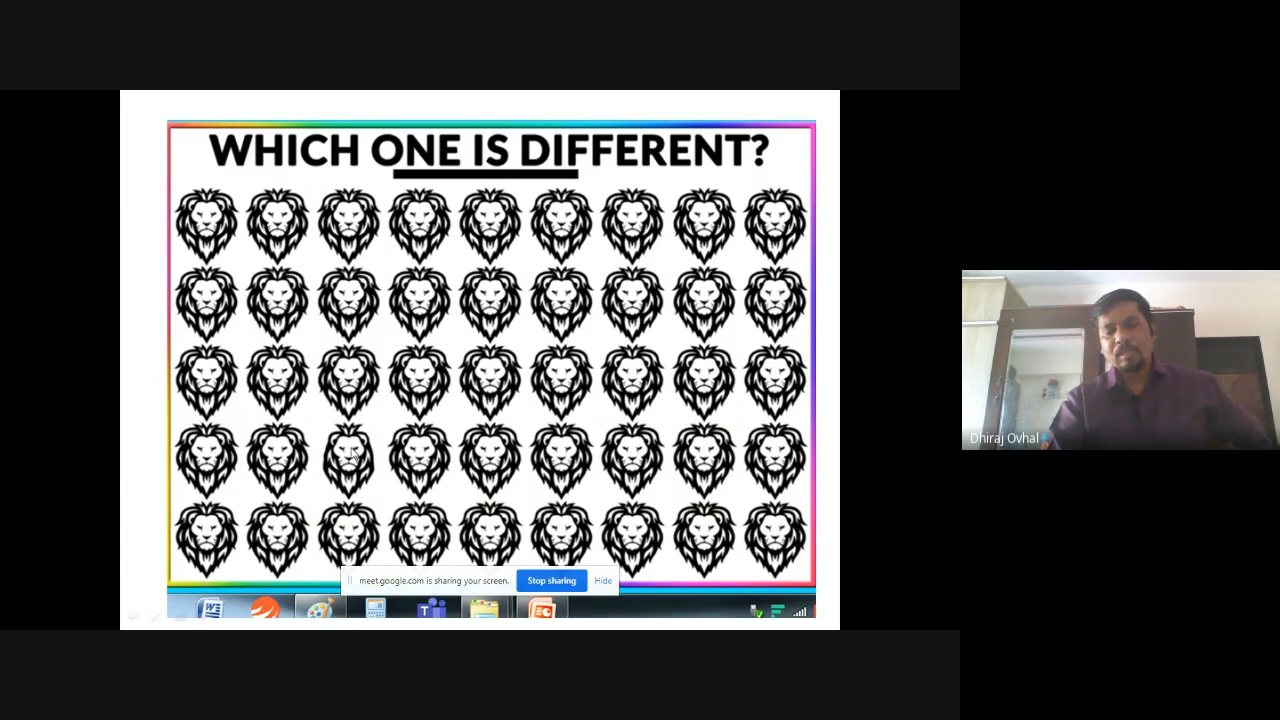 WHICH ONE IS DIFFERENT?
meet.google.com is sharing your screen. Stop sharing Hide
Dhiraj Ovhal